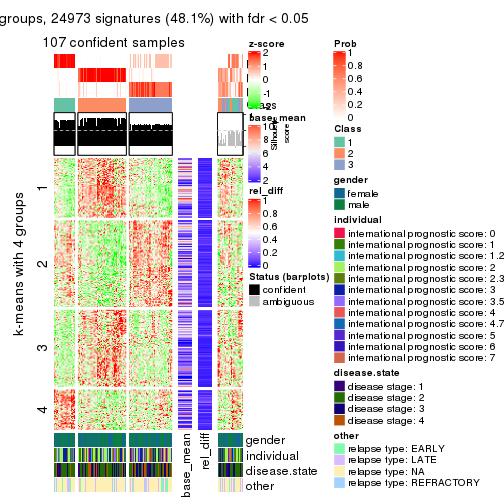 groups, 24973 signatures (48.1%) with fdr < 0.05
107 confident samples
k-means with 4 groups
1
2
3
4
z-score
2
1
0
-1
-2
base_mean
10
8
6
4
2
Silhouette
score
rel_diff
1
0.8
0.6
0.4
0.2
0
Status (barplots)
confident
ambiguous
gender
individual
disease.state
other
base_mean
rel_diff
Prob
1
0.8
0.6
0.4
0.2
0
Class
1
2
3
gender
female
male
individual
international prognostic score: 0
international prognostic score: 1
international prognostic score: 1.2
international prognostic score: 2
international prognostic score: 2.3
international prognostic score: 3
international prognostic score: 3.5
international prognostic score: 4
international prognostic score: 4.7
international prognostic score: 5
international prognostic score: 6
international prognostic score: 7
disease.state
disease stage: 1
disease stage: 2
disease stage: 3
disease stage: 4
other
relapse type: EARLY
relapse type: LATE
relapse type: NA
relapse type: REFRACTORY